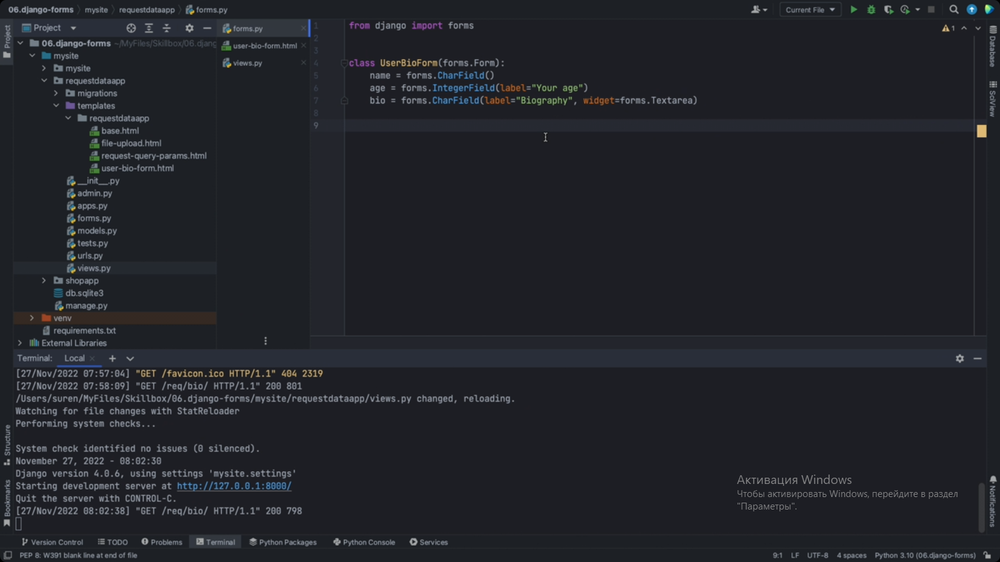 06.django-forms mysite requestdataapp forms.py
Current File
Project
forms.py
user-bio-form.html
views.py
06.django-forms ~/MyFiles/Skillbox/06.djang
mysite
mysite
requestdataapp
migrations
templates
requestdataapp
base.html
file-upload.html
request-query-params.html
user-bio-form.html
__init__.py
admin.py
apps.py
forms.py
models.py
tests.py
urls.py
views.py
shopapp
db.sqlite3
manage.py
venv
requirements.txt
External Libraries
1 from django import forms
2
3
4 class UserBioForm(forms.Form):
5 name = forms.CharField()
6 age = forms.IntegerField(label="Your age")
7 bio = forms.CharField(label="Biography", widget=forms.Textarea)
8
9
1
Project
Structure
Bookmarks
Database
SciView
Notifications
Terminal: Local
[27/Nov/2022 07:57:04] "GET /favicon.ico HTTP/1.1" 404 2319
[27/Nov/2022 07:58:09] "GET /req/bio/ HTTP/1.1" 200 801
/Users/suren/MyFiles/Skillbox/06.django-forms/mysite/requestdataapp/views.py changed, reloading.
Watching for file changes with StatReloader
Performing system checks...
System check identified no issues (0 silenced).
November 27, 2022 - 08:02:30
Django version 4.0.6, using settings 'mysite.settings'
Starting development server at http://127.0.0.1:8000/
Quit the server with CONTROL-C.
[27/Nov/2022 08:02:38] "GET /req/bio/ HTTP/1.1" 200 798
Активация Windows
Чтобы активировать Windows, перейдите в раздел
"Параметры".
Version Control TODO Problems Terminal Python Packages Python Console Services
PEP 8: W391 blank line at end of file
9:1 LF UTF-8 4 spaces Python 3.10 (06.django-forms)